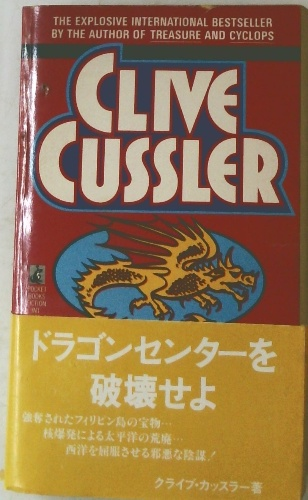 THE EXPLOSIVE INTERNATIONAL BESTSELLER
BY THE AUTHOR OF TREASURE AND CYCLOPS
CLIVE
CUSSLER
POCKET
BOOKS
FICTION
ドラゴンセンターを
破壊せよ
強奪されたフィリピン島の宝物…
核爆発による太平洋の荒廃…
西洋を屈服させる邪悪な陰謀!
クライブ・カッスラー著